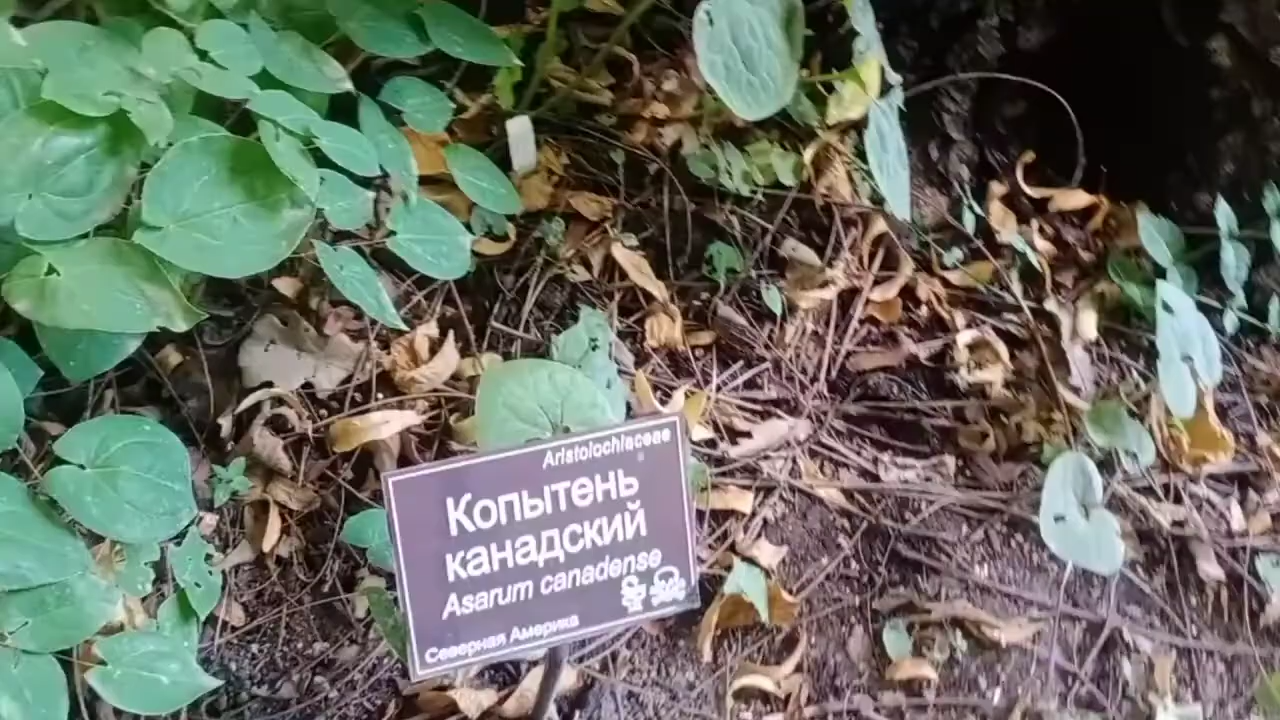 Aristolochiaceae
Копытень
канадский
Asarum canadense
Северная Америка